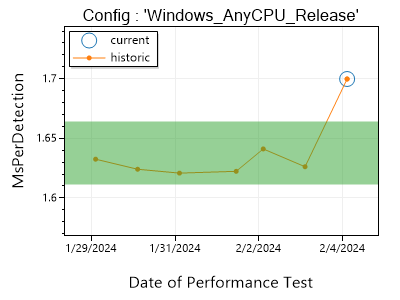 Config : 'Windows_AnyCPU_Release'
current
historic
1.7
1.65
1.6
MsPerDetection
1/29/2024 1/31/2024 2/2/2024 2/4/2024
Date of Performance Test